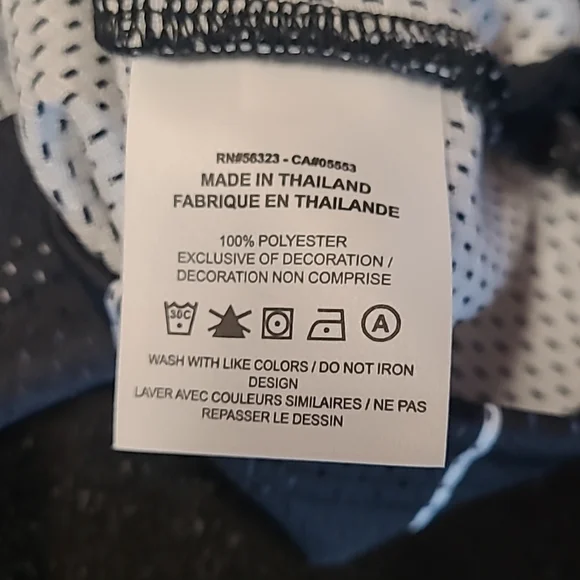 RN#56323 - CA#05553
MADE IN THAILAND
FABRIQUE EN THAILANDE
100% POLYESTER
EXCLUSIVE OF DECORATION /
DECORATION NON COMPRISE
30C A
WASH WITH LIKE COLORS / DO NOT IRON
DESIGN
LAVER AVEC COULEURS SIMILAIRES / NE PAS
REPASSER LE DESSIN